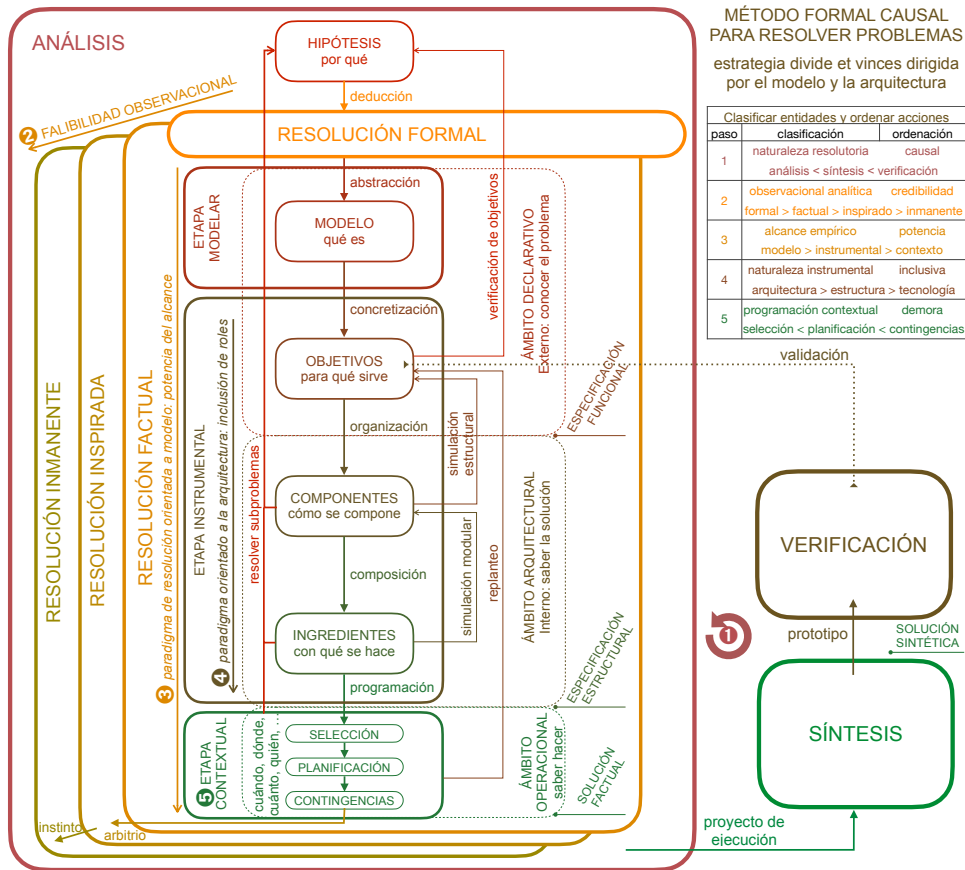 ANÁLISIS
HIPÓTESIS
por qué
deducción
❷ FALIBILIDAD OBSERVACIONAL
RESOLUCIÓN FORMAL
abstracción
ETAPA
MODELAR
MODELO
qué es
concretización
verificación de objetivos
ÁMBITO DECLARATIVO
Externo: conocer el problema
OBJETIVOS
para qué sirve
organización
simulación
estructural
ESPECIFICACIÓN
FUNCIONAL
RESOLUCIÓN INMANENTE
RESOLUCIÓN INSPIRADA
RESOLUCIÓN FACTUAL
❸ paradigma de resolución orientada a modelo: potencia del alcance
ETAPA INSTRUMENTAL
❹ paradigma orientado a la arquitectura: inclusión de roles
resolver subproblemas
COMPONENTES
cómo se compone
composición
simulación modular
replanteo
ÁMBITO ARQUITECTURAL
Interno: saber la solución
INGREDIENTES
con qué se hace
programación
ESPECIFICACIÓN
ESTRUCTURAL
❺ ETAPA
CONTEXTUAL
cuándo, dónde,
cuánto, quién, ...
SELECCIÓN
PLANIFICACIÓN
CONTINGENCIAS
ÁMBITO
OPERACIONAL
saber hacer
SOLUCIÓN
FACTUAL
instinto
arbitrio
MÉTODO FORMAL CAUSAL
PARA RESOLVER PROBLEMAS
estrategia divide et vinces dirigida
por el modelo y la arquitectura
Clasificar entidades y ordenar acciones
paso clasificación ordenación
1 naturaleza resolutoria causal
análisis < síntesis < verificación
2 observacional analítica credibilidad
formal > factual > inspirado > inmanente
3 alcance empírico potencia
modelo > instrumental > contexto
4 naturaleza instrumental inclusiva
arquitectura > estructura > tecnología
5 programación contextual demora
selección < planificación < contingencias
validación
VERIFICACIÓN
❶
prototipo
SOLUCIÓN
SINTÉTICA
SÍNTESIS
proyecto de
ejecución